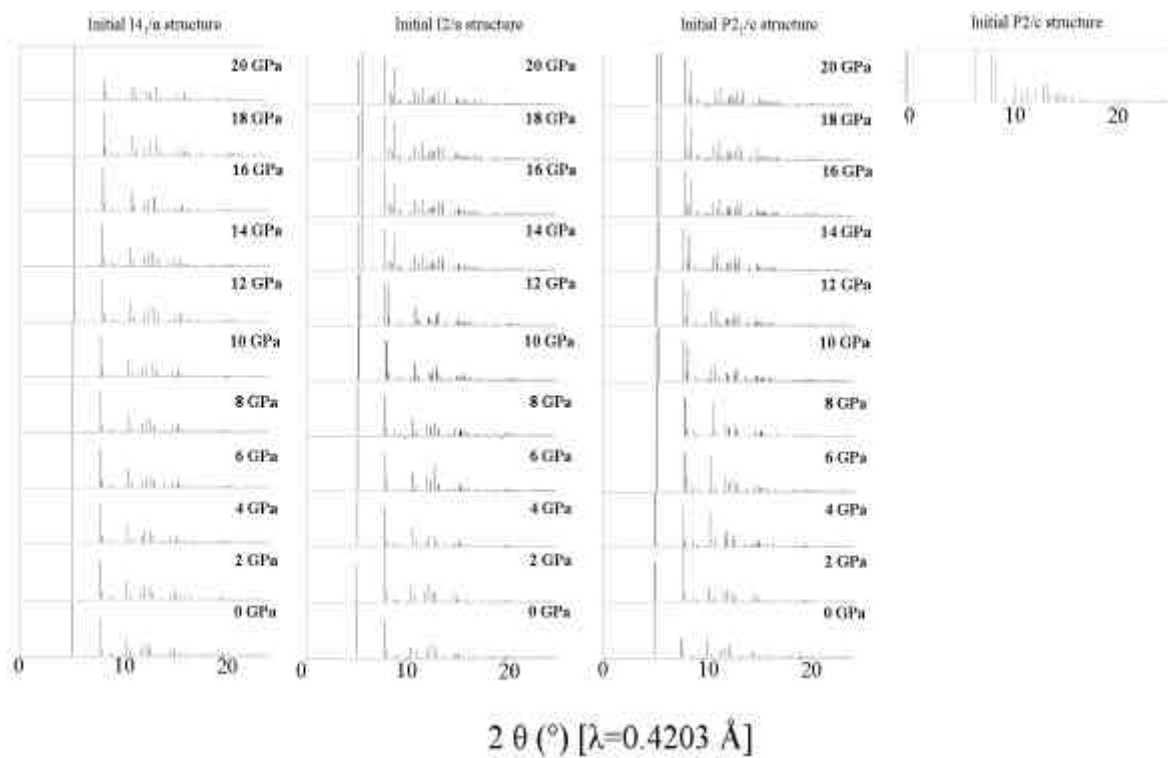 Initial I4₁/a structure
20 GPa
18 GPa
16 GPa
14 GPa
12 GPa
10 GPa
8 GPa
6 GPa
4 GPa
2 GPa
0 GPa
0 10 20
Initial I2/a structure
20 GPa
18 GPa
16 GPa
14 GPa
12 GPa
10 GPa
8 GPa
6 GPa
4 GPa
2 GPa
0 GPa
0 10 20
Initial P2₁/c structure
20 GPa
18 GPa
16 GPa
14 GPa
12 GPa
10 GPa
8 GPa
6 GPa
4 GPa
2 GPa
0 GPa
0 10 20
Initial P2/c structure
0 10 20
2 θ (°) [λ=0.4203 Å]